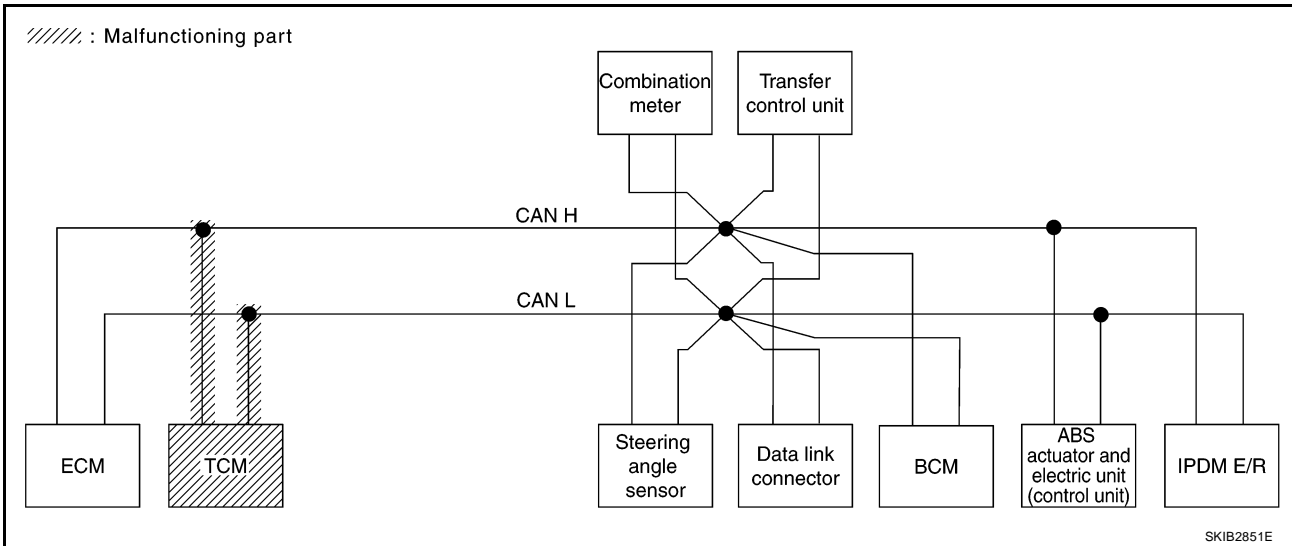 : Malfunctioning part
Combination
meter
Transfer
control unit
CAN H
CAN L
ECM
TCM
Steering
angle
sensor
Data link
connector
BCM
ABS
actuator and
electric unit
(control unit)
IPDM E/R
SKIB2851E